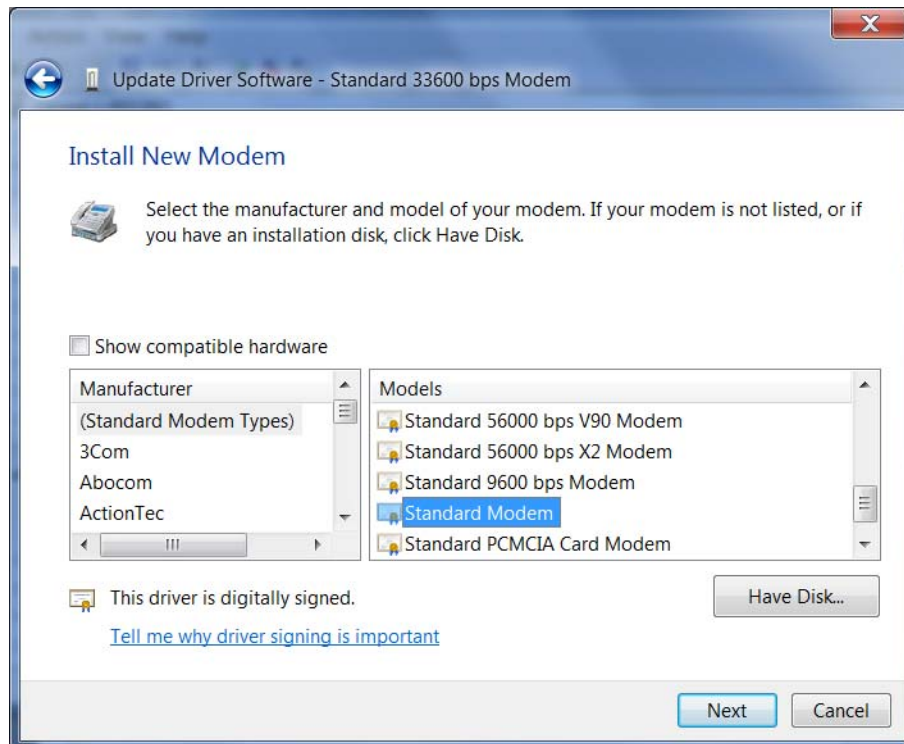 X
Update Driver Software - Standard 33600 bps Modem
Install New Modem
Select the manufacturer and model of your modem. If your modem is not listed, or if
you have an installation disk, click Have Disk.
Show compatible hardware
Manufacturer
(Standard Modem Types)
3Com
Abocom
ActionTec
Models
Standard 56000 bps V90 Modem
Standard 56000 bps X2 Modem
Standard 9600 bps Modem
Standard Modem
Standard PCMCIA Card Modem
This driver is digitally signed.
Tell me why driver signing is important
Have Disk...
Next
Cancel